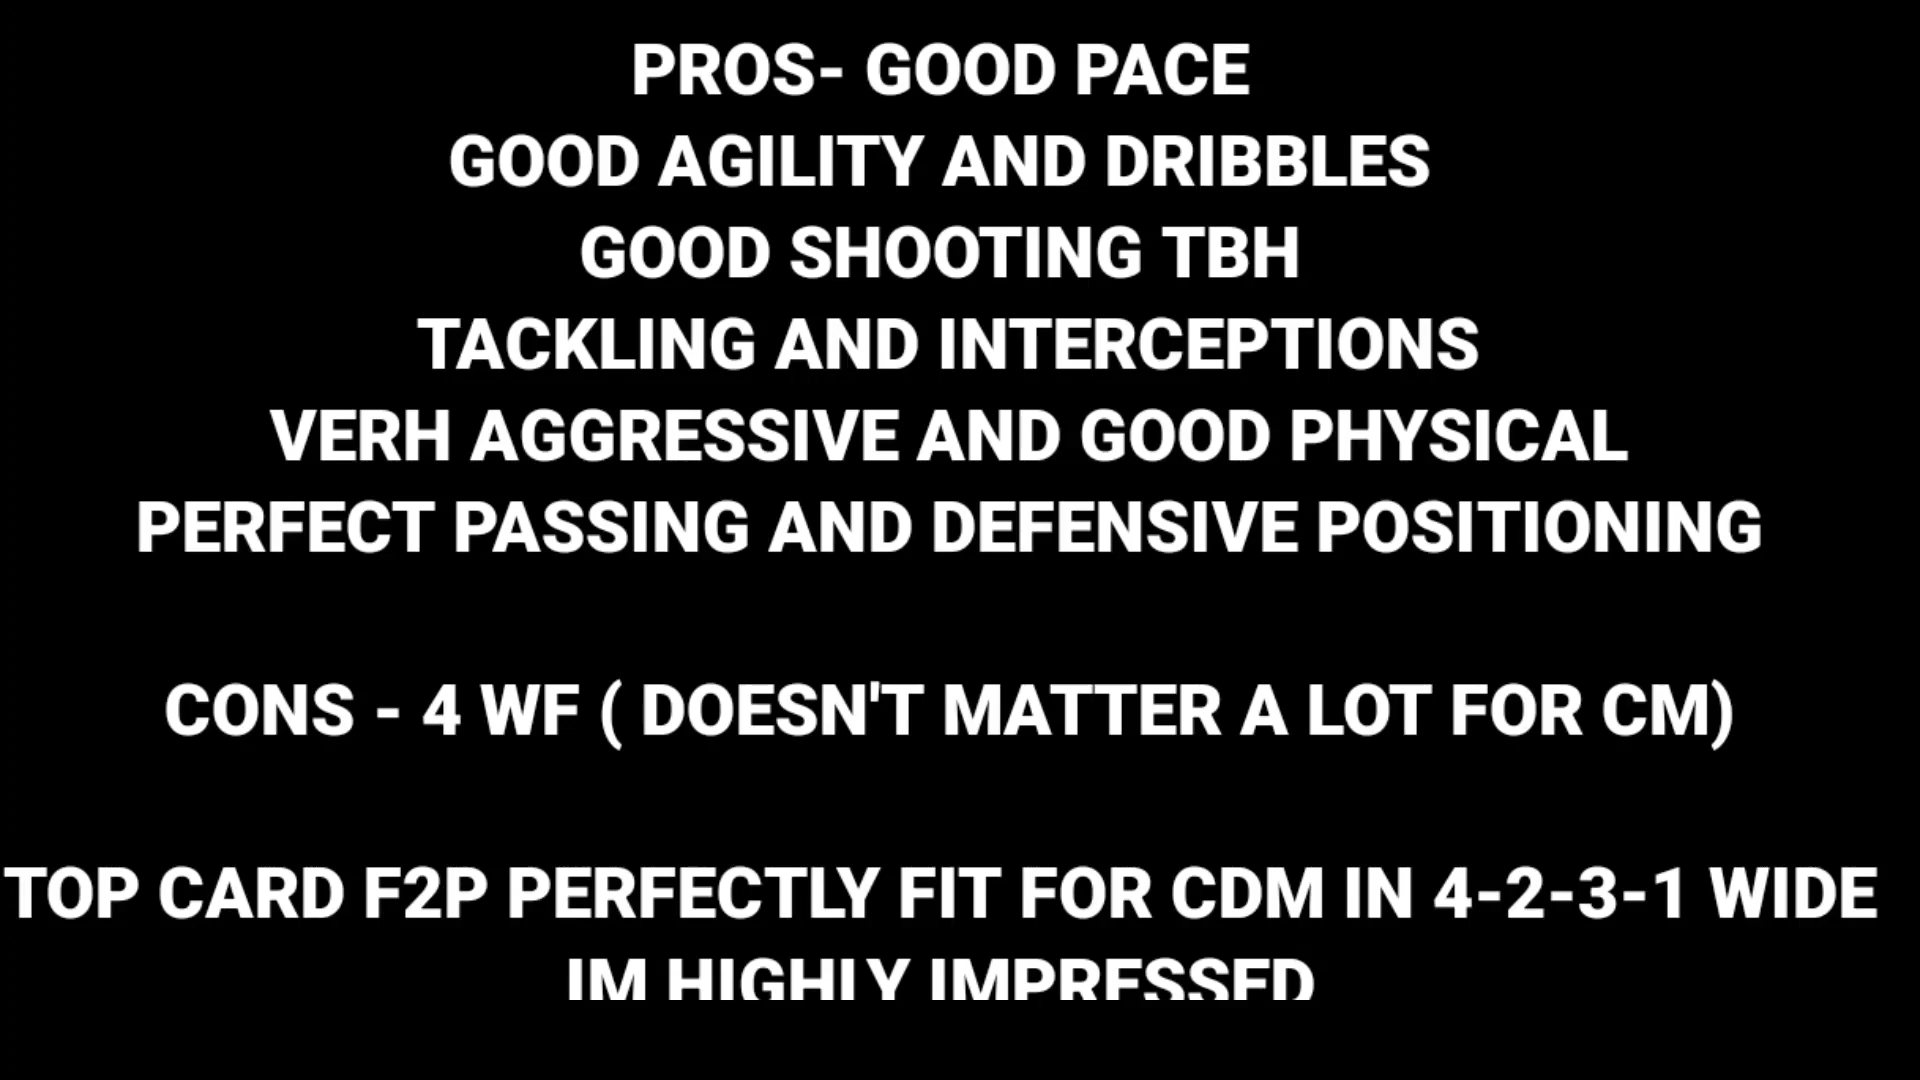 PROS- GOOD PACE
GOOD AGILITY AND DRIBBLES
GOOD SHOOTING TBH
TACKLING AND INTERCEPTIONS
VERH AGGRESSIVE AND GOOD PHYSICAL
PERFECT PASSING AND DEFENSIVE POSITIONING
CONS - 4 WF ( DOESN'T MATTER A LOT FOR CM)
TOP CARD F2P PERFECTLY FIT FOR CDM IN 4-2-3-1 WIDE
IM HIGHLY IMPRESSED